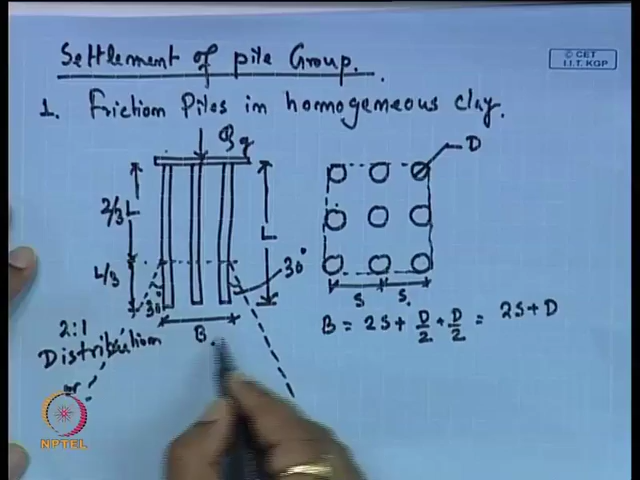 Settlement of pile Group.
© CET
I.I.T. KGP
1. Friction Piles in homogeneous clay.
Qg
D
2/3 L
L
L/3
30°
30°
S S.
B = 2S + D/2 + D/2 = 2S + D
B.
2:1
Distribution
or
NPTEL